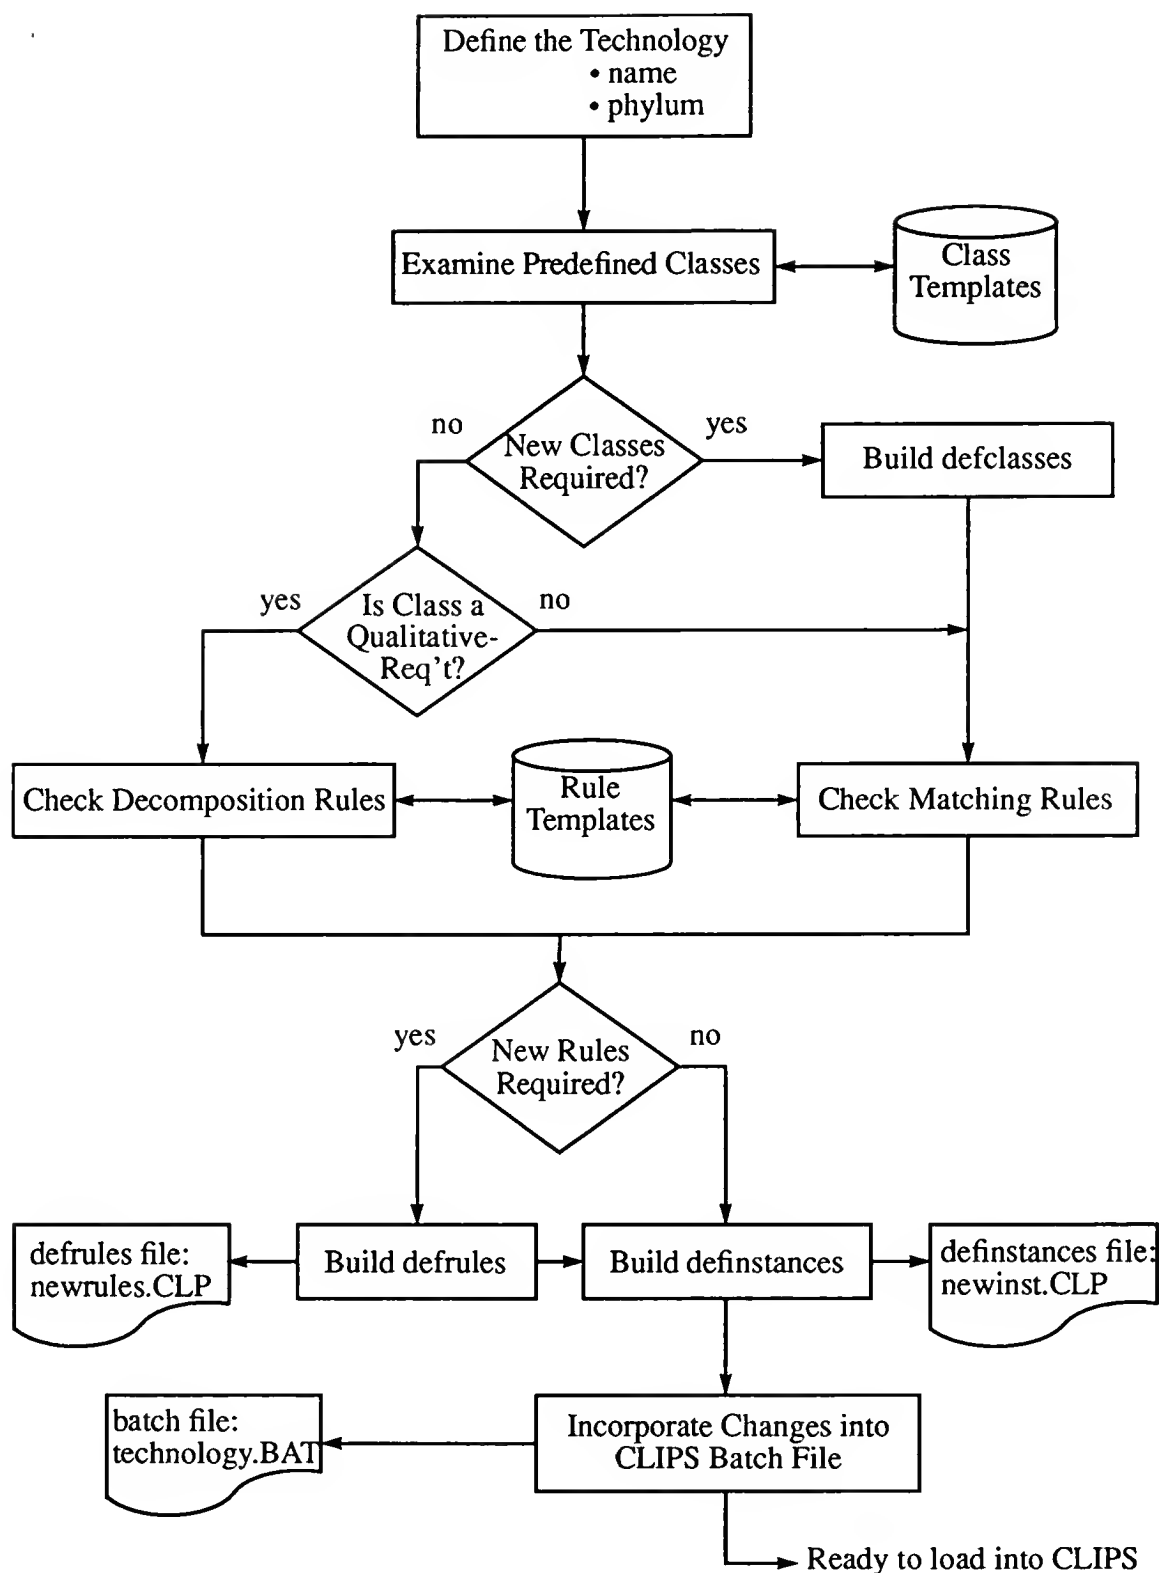 Define the Technology
• name
• phylum
Examine Predefined Classes
Class
Templates
no
yes
New Classes
Required?
Build defclasses
yes
no
Is Class a
Qualitative-
Req't?
Check Decomposition Rules
Rule
Templates
Check Matching Rules
yes
no
New Rules
Required?
defrules file:
newrules.CLP
Build defrules
Build definstances
definstances file:
newinst.CLP
batch file:
technology.BAT
Incorporate Changes into
CLIPS Batch File
Ready to load into CLIPS